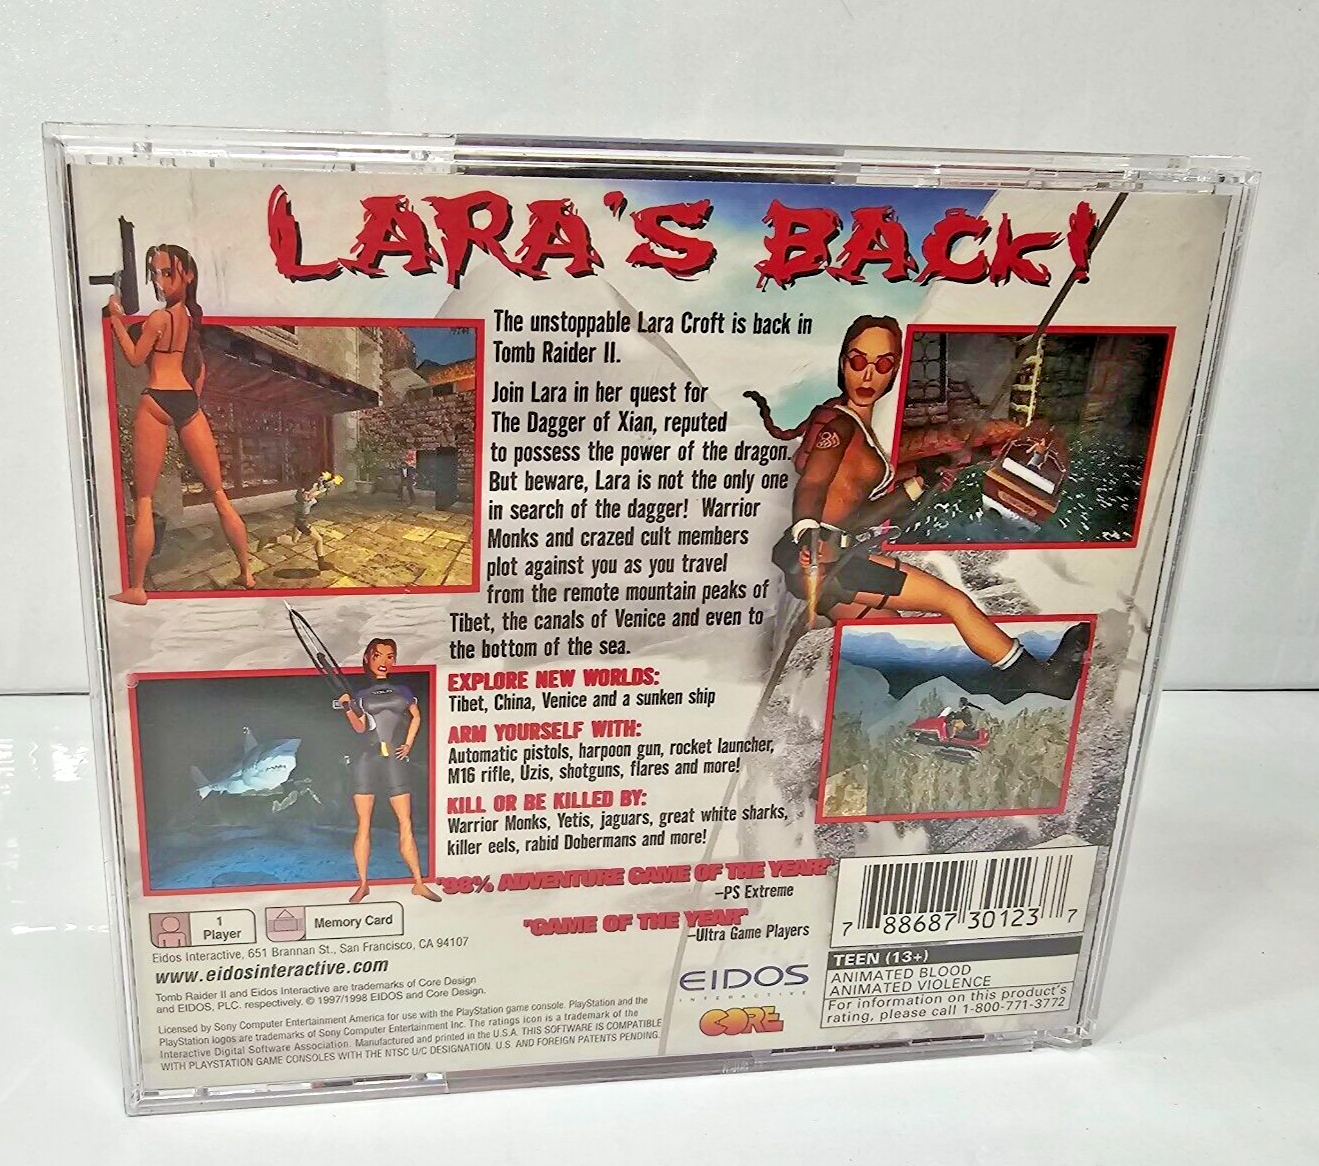 LARA'S BACK!
The unstoppable Lara Croft is back in
Tomb Raider II.
Join Lara in her quest for
The Dagger of Xian, reputed
to possess the power of the dragon.
But beware, Lara is not the only one
in search of the dagger! Warrior
Monks and crazed cult members
plot against you as you travel
from the remote mountain peaks of
Tibet, the canals of Venice and even to
the bottom of the sea.
EXPLORE NEW WORLDS:
Tibet, China, Venice and a sunken ship
ARM YOURSELF WITH:
Automatic pistols, harpoon gun, rocket launcher,
M16 rifle, Uzis, shotguns, flares and more!
KILL OR BE KILLED BY:
Warrior Monks, Yetis, jaguars, great white sharks,
killer eels, rabid Dobermans and more!
"98% ADVENTURE GAME OF THE YEAR"
–PS Extreme
"GAME OF THE YEAR"
–Ultra Game Players
1
Player
Memory Card
Eidos Interactive, 651 Brannan St., San Francisco, CA 94107
www.eidosinteractive.com
Tomb Raider II and Eidos Interactive are trademarks of Core Design
and EIDOS, PLC. respectively. © 1997/1998 EIDOS and Core Design.
Licensed by Sony Computer Entertainment America for use with the PlayStation game console. PlayStation and the
PlayStation logos are trademarks of Sony Computer Entertainment Inc. The ratings icon is a trademark of the
Interactive Digital Software Association. Manufactured and printed in the U.S.A. THIS SOFTWARE IS COMPATIBLE
WITH PLAYSTATION GAME CONSOLES WITH THE NTSC U/C DESIGNATION. U.S. AND FOREIGN PATENTS PENDING.
EIDOS
INTERACTIVE
CORE
7 88687 30123 7
TEEN (13+)
ANIMATED BLOOD
ANIMATED VIOLENCE
For information on this product's
rating, please call 1-800-771-3772